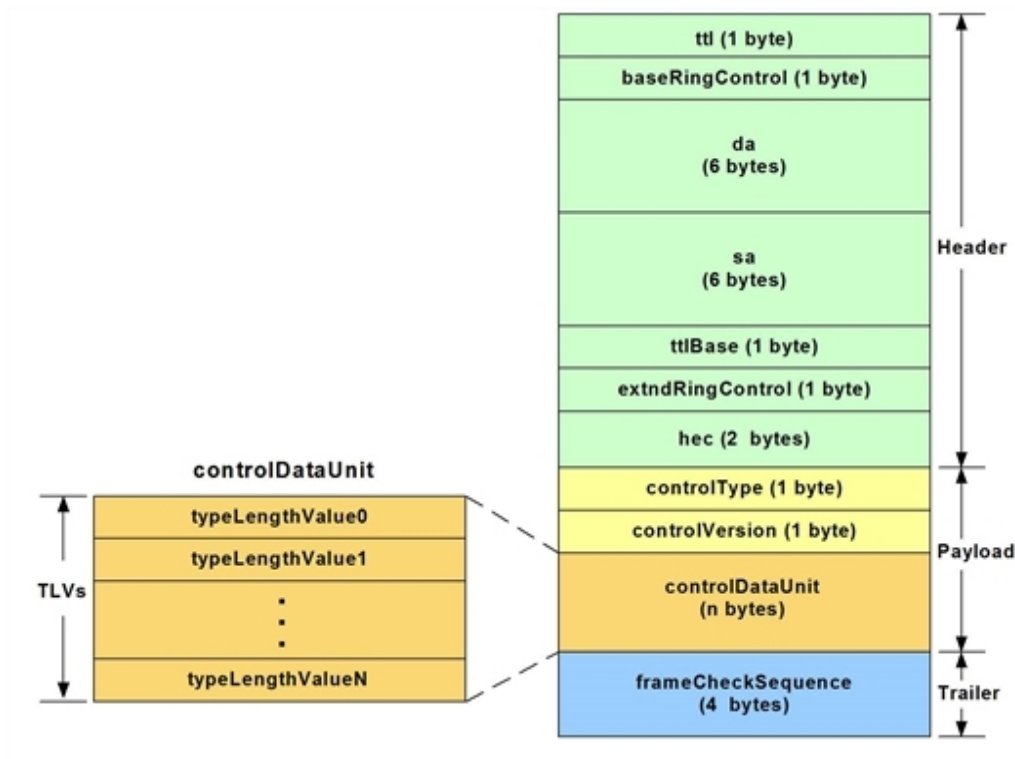 ttl (1 byte)
baseRingControl (1 byte)
da
(6 bytes)
sa
(6 bytes)
Header
ttlBase (1 byte)
extndRingControl (1 byte)
hec (2 bytes)
controlDataUnit
controlType (1 byte)
typeLengthValue0
controlVersion (1 byte)
Payload
typeLengthValue1
TLVs
controlDataUnit
(n bytes)
typeLengthValueN
frameCheckSequence
(4 bytes)
Trailer